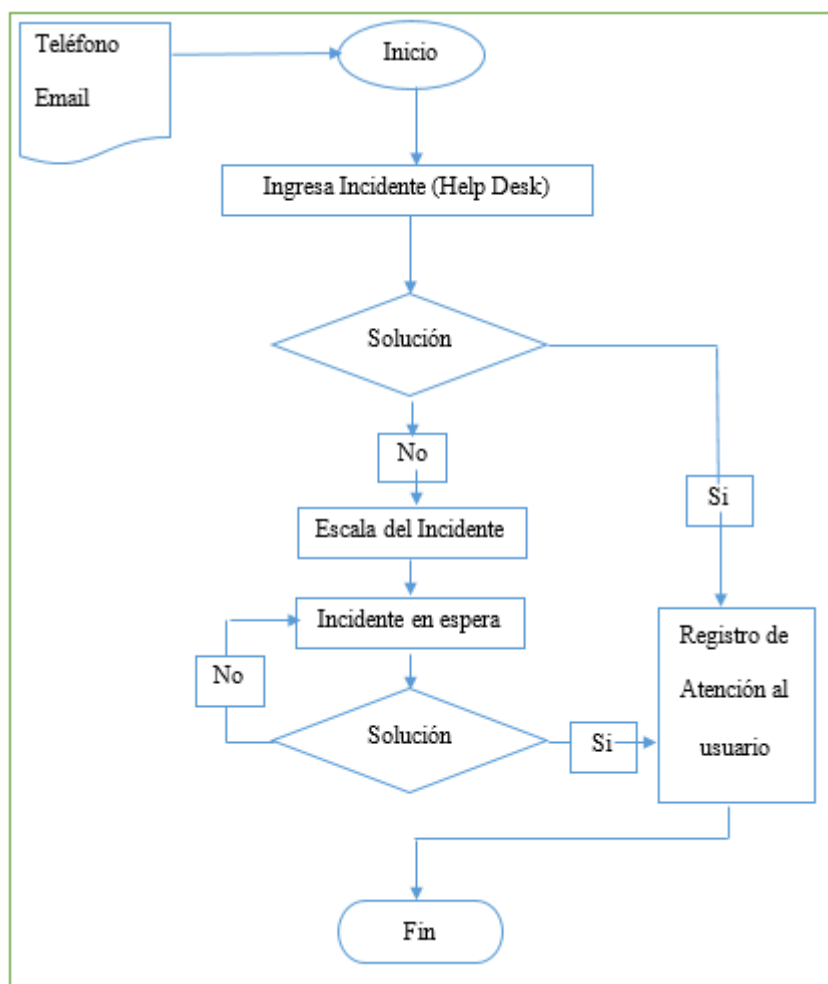 Teléfono
Email
Inicio
Ingresa Incidente (Help Desk)
Solución
No
Si
Escala del Incidente
Incidente en espera
No
Solución
Si
Registro de
Atención al
usuario
Fin